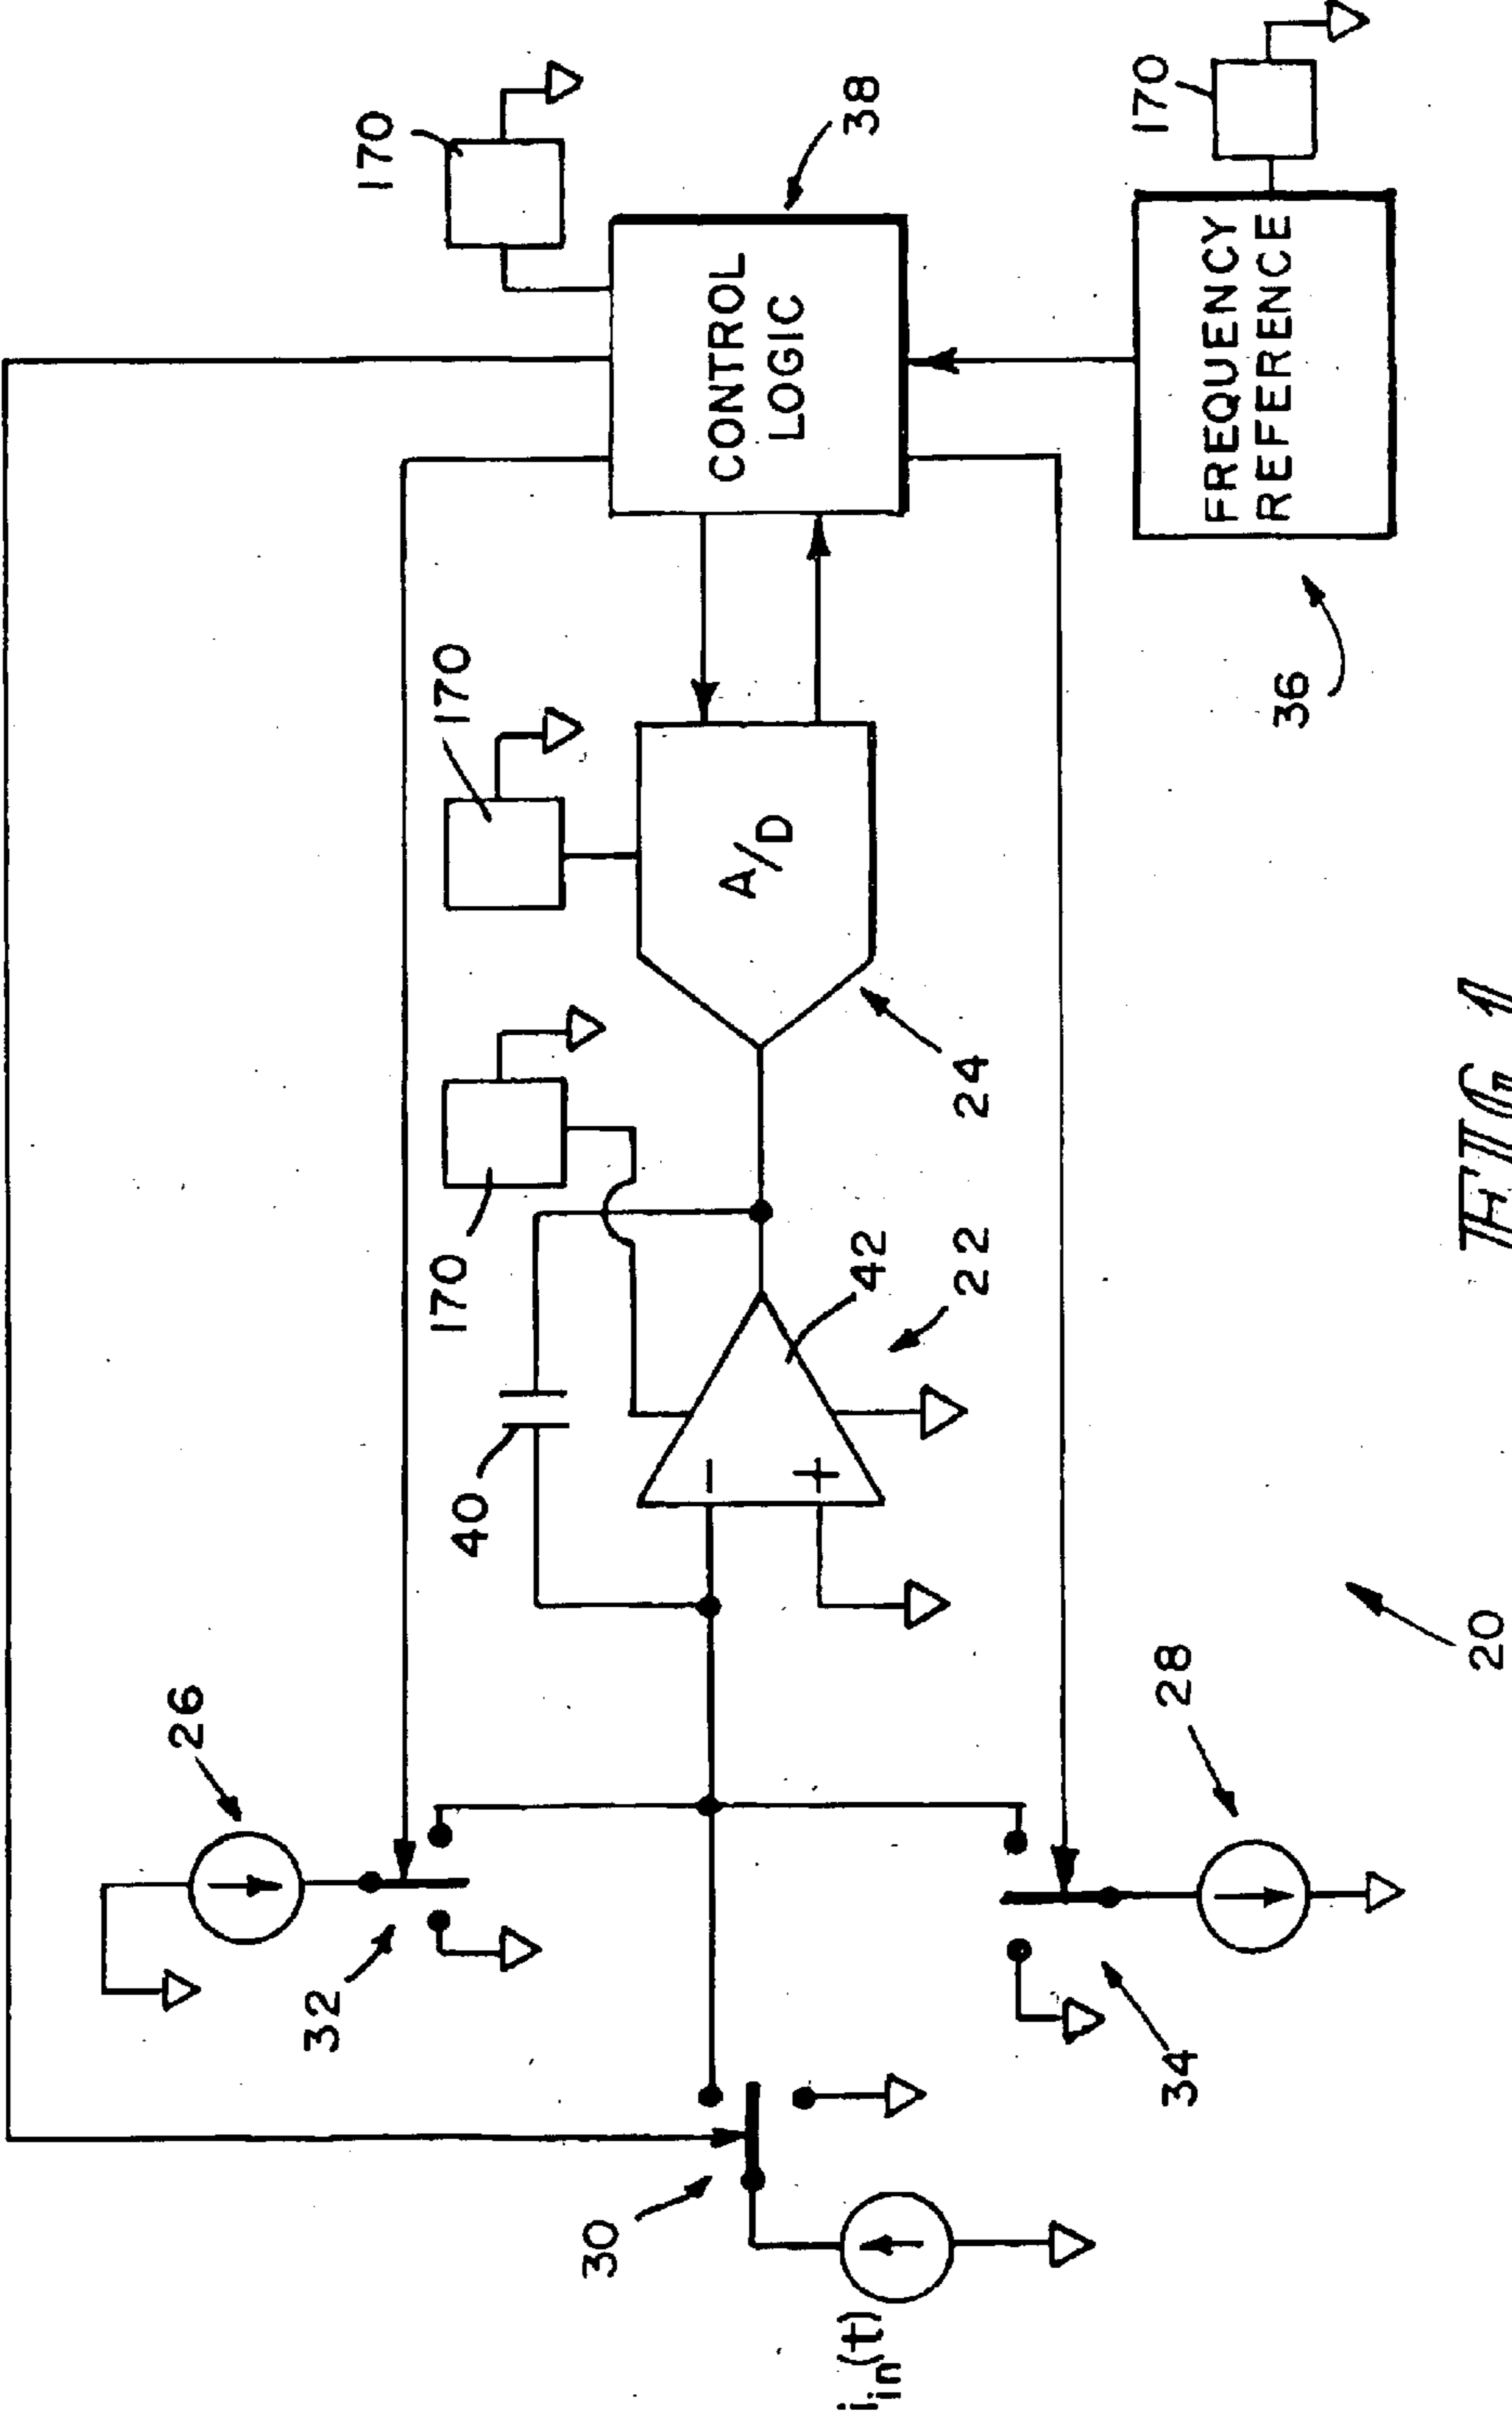 26
32
30
i_in(t)
34
28
20
40
170
42
22
170
24
A/D
170
38
CONTROL
LOGIC
170
36
FREQUENCY
REFERENCE
FIG 1